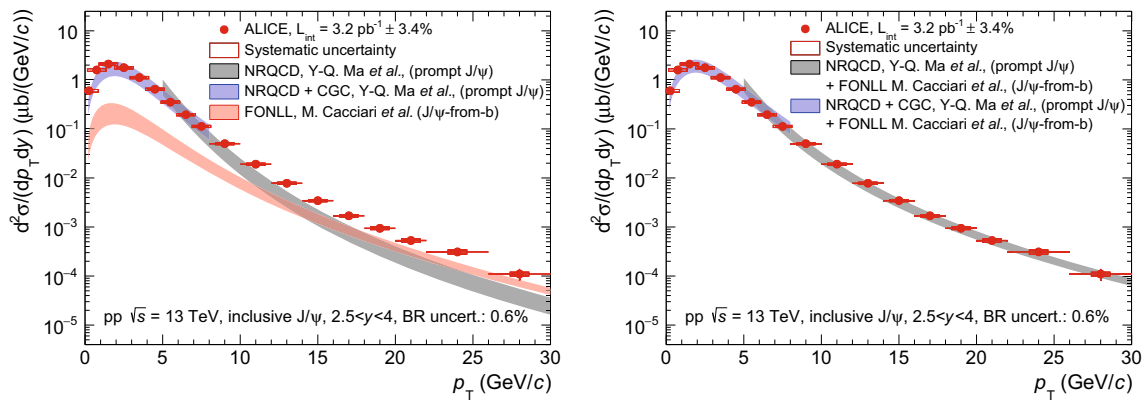 d²σ/(dp_T dy) (μb/(GeV/c))
10
1
10⁻¹
10⁻²
10⁻³
10⁻⁴
10⁻⁵
ALICE, L_int = 3.2 pb⁻¹ ± 3.4%
Systematic uncertainty
NRQCD, Y-Q. Ma et al., (prompt J/ψ)
NRQCD + CGC, Y-Q. Ma et al., (prompt J/ψ)
FONLL, M. Cacciari et al., (J/ψ-from-b)
pp √s = 13 TeV, inclusive J/ψ, 2.5<y<4, BR uncert.: 0.6%
0 5 10 15 20 25 30
p_T (GeV/c)
d²σ/(dp_T dy) (μb/(GeV/c))
10
1
10⁻¹
10⁻²
10⁻³
10⁻⁴
10⁻⁵
ALICE, L_int = 3.2 pb⁻¹ ± 3.4%
Systematic uncertainty
NRQCD, Y-Q. Ma et al., (prompt J/ψ)
+ FONLL M. Cacciari et al., (J/ψ-from-b)
NRQCD + CGC, Y-Q. Ma et al., (prompt J/ψ)
+ FONLL M. Cacciari et al., (J/ψ-from-b)
pp √s = 13 TeV, inclusive J/ψ, 2.5<y<4, BR uncert.: 0.6%
0 5 10 15 20 25 30
p_T (GeV/c)